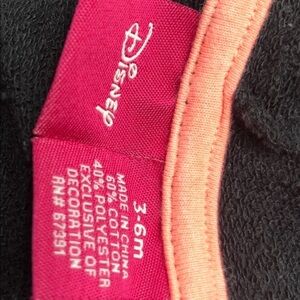 Disney
3-6m
MADE IN CHINA
60% COTTON
40% POLYESTER
EXCLUSIVE OF
DECORATION
RN# 67391